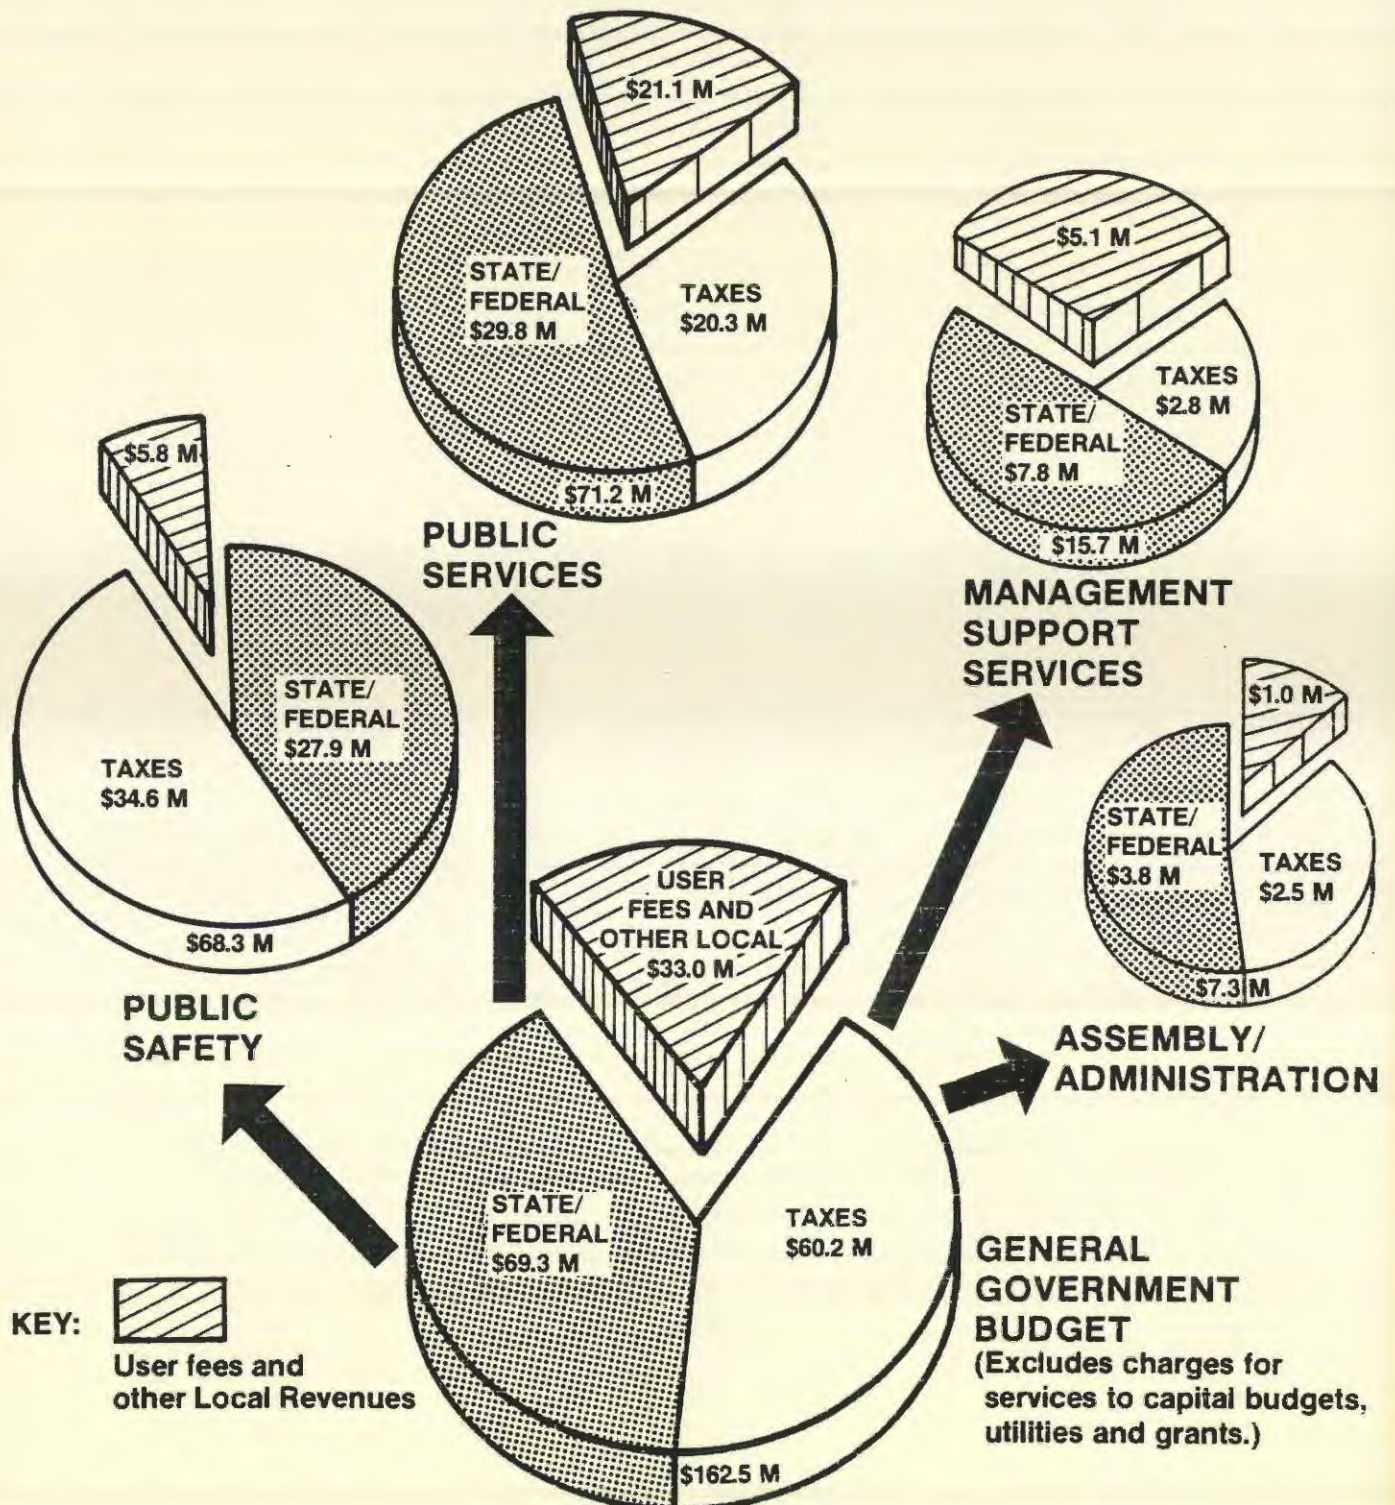 $21.1 M
STATE/
FEDERAL
$29.8 M
TAXES
$20.3 M
$71.2 M
PUBLIC
SERVICES
$5.1 M
TAXES
$2.8 M
STATE/
FEDERAL
$7.8 M
$15.7 M
MANAGEMENT
SUPPORT
SERVICES
$5.8 M
STATE/
FEDERAL
$27.9 M
TAXES
$34.6 M
$68.3 M
PUBLIC
SAFETY
$1.0 M
STATE/
FEDERAL
$3.8 M
TAXES
$2.5 M
$7.3 M
ASSEMBLY/
ADMINISTRATION
USER
FEES AND
OTHER LOCAL
$33.0 M
STATE/
FEDERAL
$69.3 M
TAXES
$60.2 M
$162.5 M
GENERAL
GOVERNMENT
BUDGET
(Excludes charges for
services to capital budgets,
utilities and grants.)
KEY:
User fees and
other Local Revenues